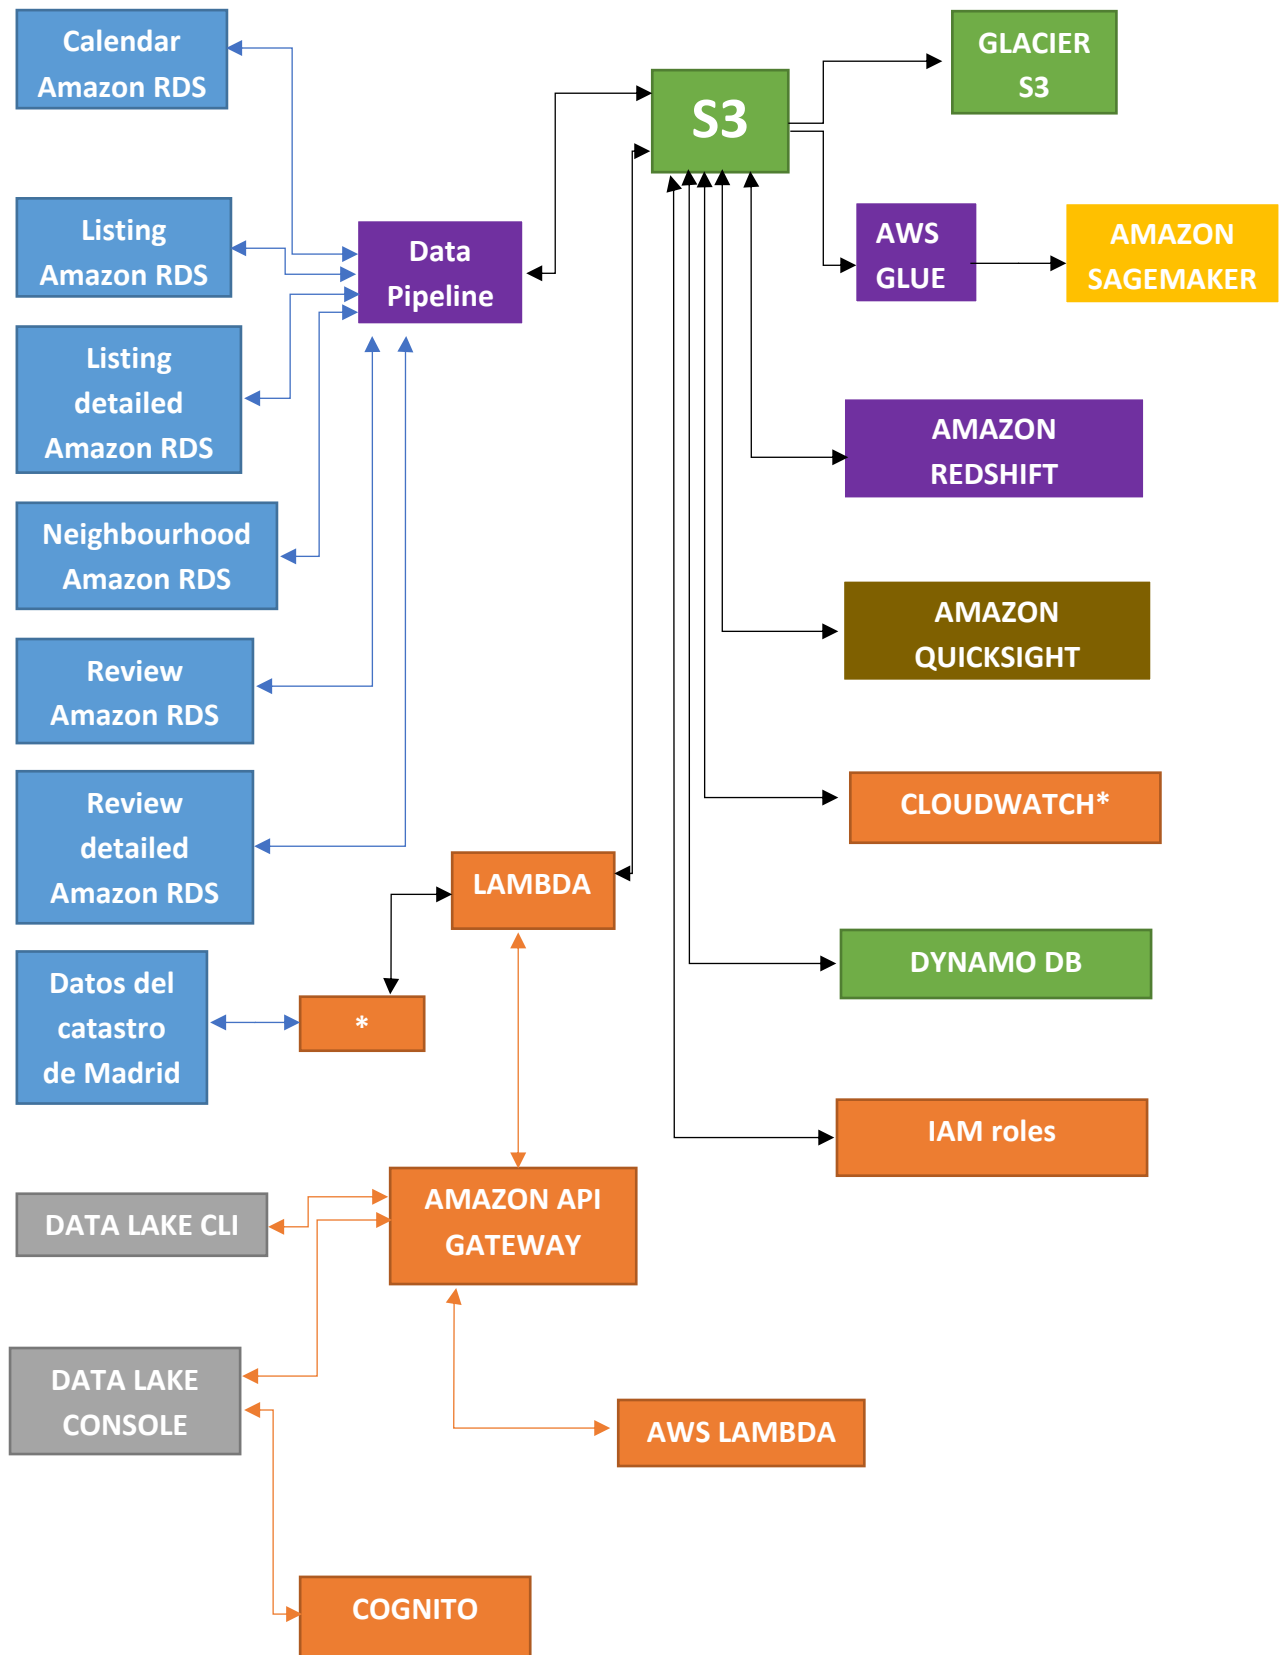 Calendar
Amazon RDS
GLACIER
S3
S3
Listing
Amazon RDS
Data
Pipeline
AWS
GLUE
AMAZON
SAGEMAKER
Listing
detailed
Amazon RDS
AMAZON
REDSHIFT
Neighbourhood
Amazon RDS
AMAZON
QUICKSIGHT
Review
Amazon RDS
Review
detailed
Amazon RDS
CLOUDWATCH*
LAMBDA
Datos del
catastro
de Madrid
*
DYNAMO DB
IAM roles
DATA LAKE CLI
AMAZON API
GATEWAY
DATA LAKE
CONSOLE
AWS LAMBDA
COGNITO